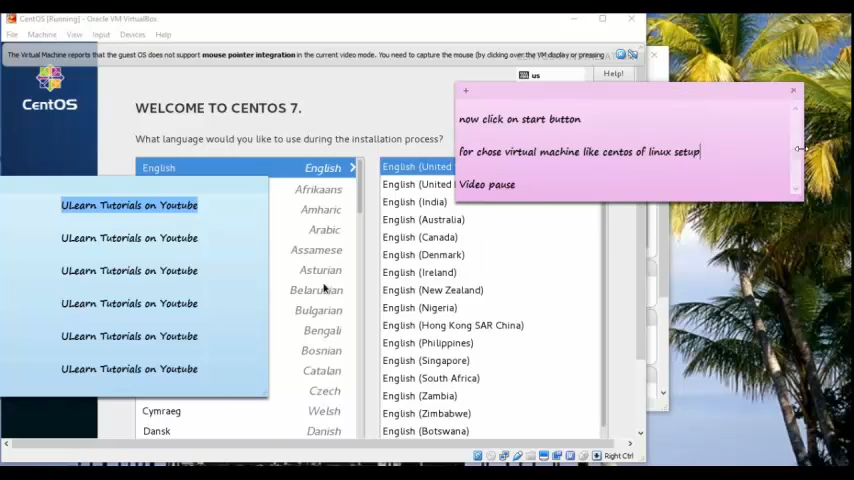 CentOS [Running] - Oracle VM VirtualBox
File Machine View Input Devices Help
The Virtual Machine reports that the guest OS does not support mouse pointer integration in the current video mode. You need to capture the mouse (by clicking over the VM display or pressing
us
Help!
CentOS
WELCOME TO CENTOS 7.
What language would you like to use during the installation process?
English English
Afrikaans
Amharic
Arabic
Assamese
Asturian
Belarusian
Bulgarian
Bengali
Bosnian
Catalan
Czech
Cymraeg Welsh
Dansk Danish
English (United
English (United
English (India)
English (Australia)
English (Canada)
English (Denmark)
English (Ireland)
English (New Zealand)
English (Nigeria)
English (Hong Kong SAR China)
English (Philippines)
English (Singapore)
English (South Africa)
English (Zambia)
English (Zimbabwe)
English (Botswana)
now click on start button
for chose virtual machine like centos of linux setup
Video pause
ULearn Tutorials on Youtube
ULearn Tutorials on Youtube
ULearn Tutorials on Youtube
ULearn Tutorials on Youtube
ULearn Tutorials on Youtube
ULearn Tutorials on Youtube
Right Ctrl